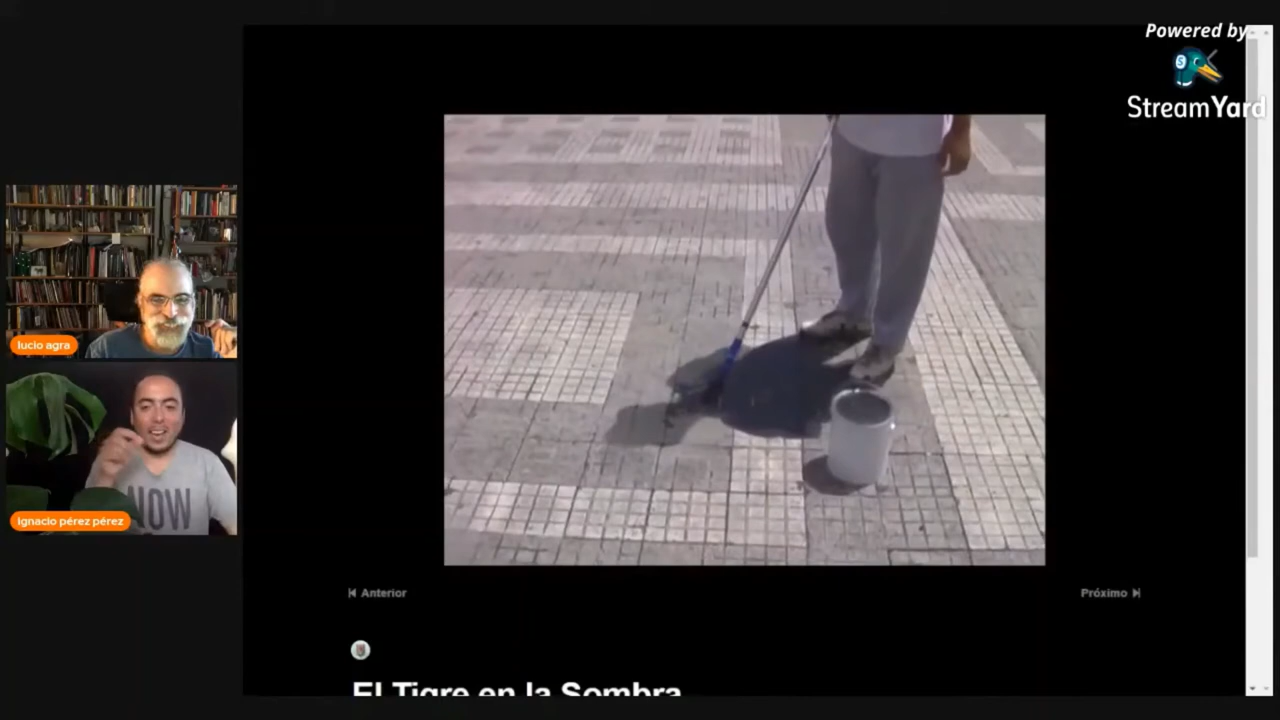 Powered by
StreamYard
lucio agra
NOW
ignacio pérez pérez
Anterior
Próximo
El Tigre en la Sombra